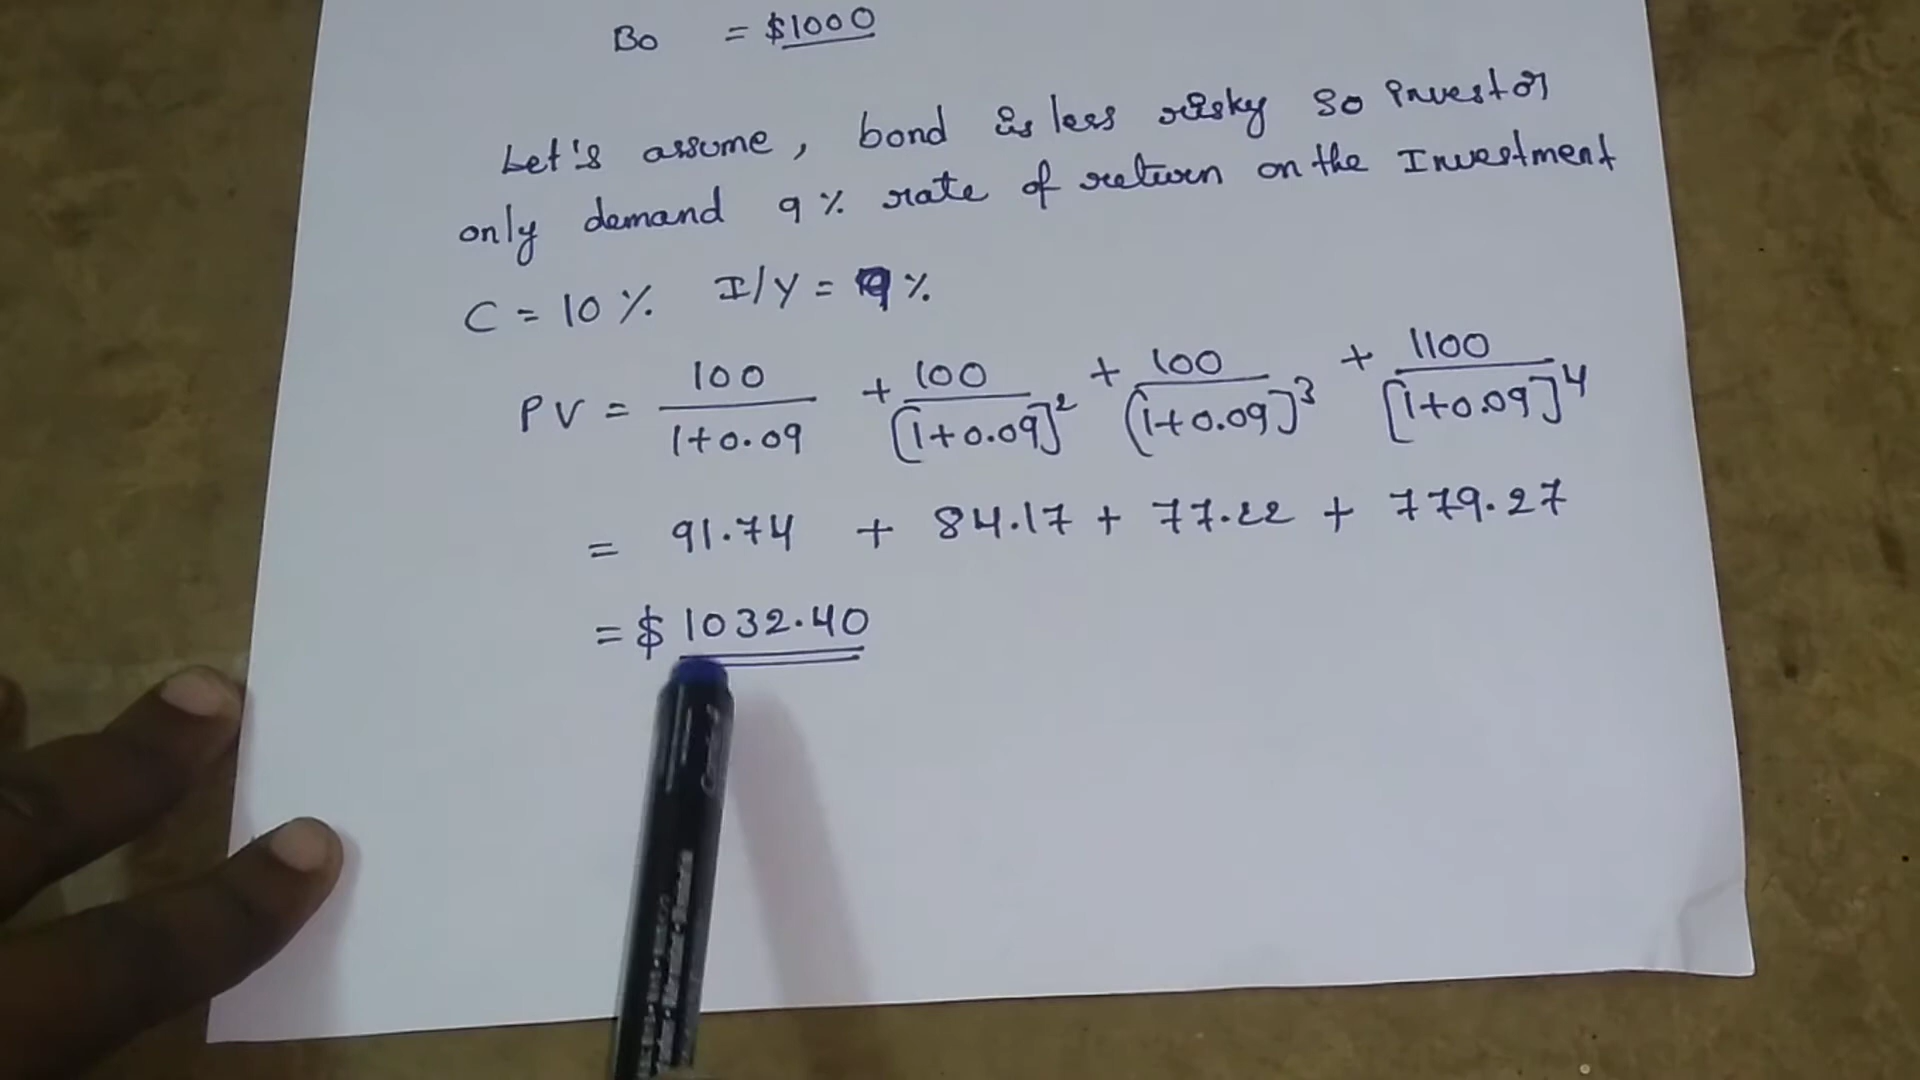 Bo = $1000
Let's assume, bond is less risky so investor
only demand 9% rate of return on the Investment
C = 10% I/Y = 9%
PV = 100/1+0.09 + 100/[1+0.09]² + 100/(1+0.09]³ + 1100/[1+0.09]⁴
= 91.74 + 84.17 + 77.22 + 779.27
= $1032.40